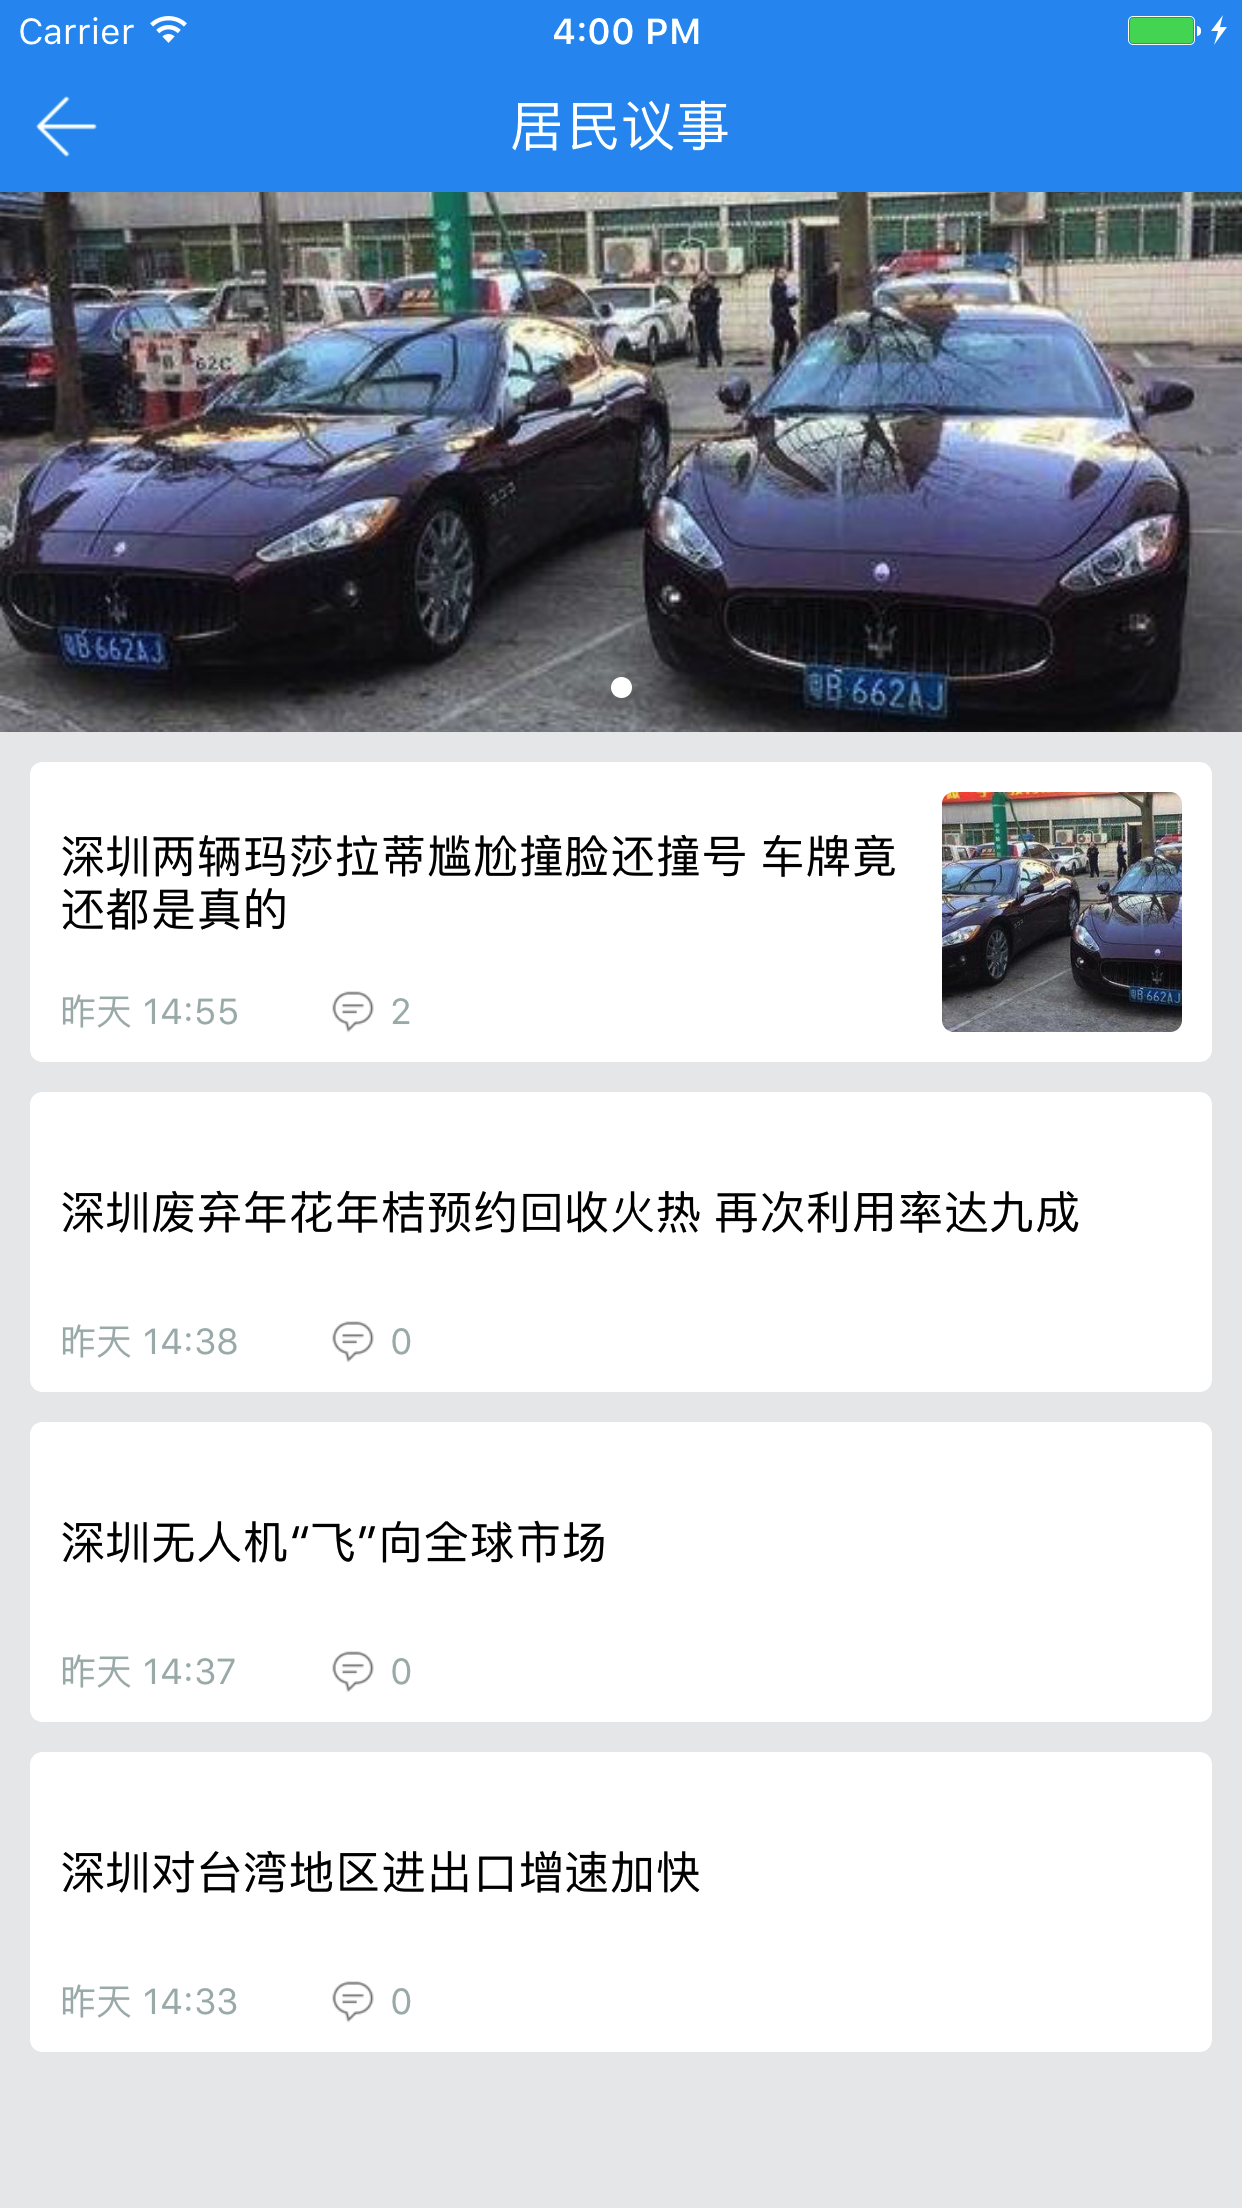 Carrier 4:00 PM
居民议事
62C
粤B 662AJ
粤B 662AJ
深圳两辆玛莎拉蒂尴尬撞脸还撞号 车牌竟
还都是真的
昨天 14:55 2
粤B 662AJ
深圳废弃年花年桔预约回收火热 再次利用率达九成
昨天 14:38 0
深圳无人机“飞”向全球市场
昨天 14:37 0
深圳对台湾地区进出口增速加快
昨天 14:33 0